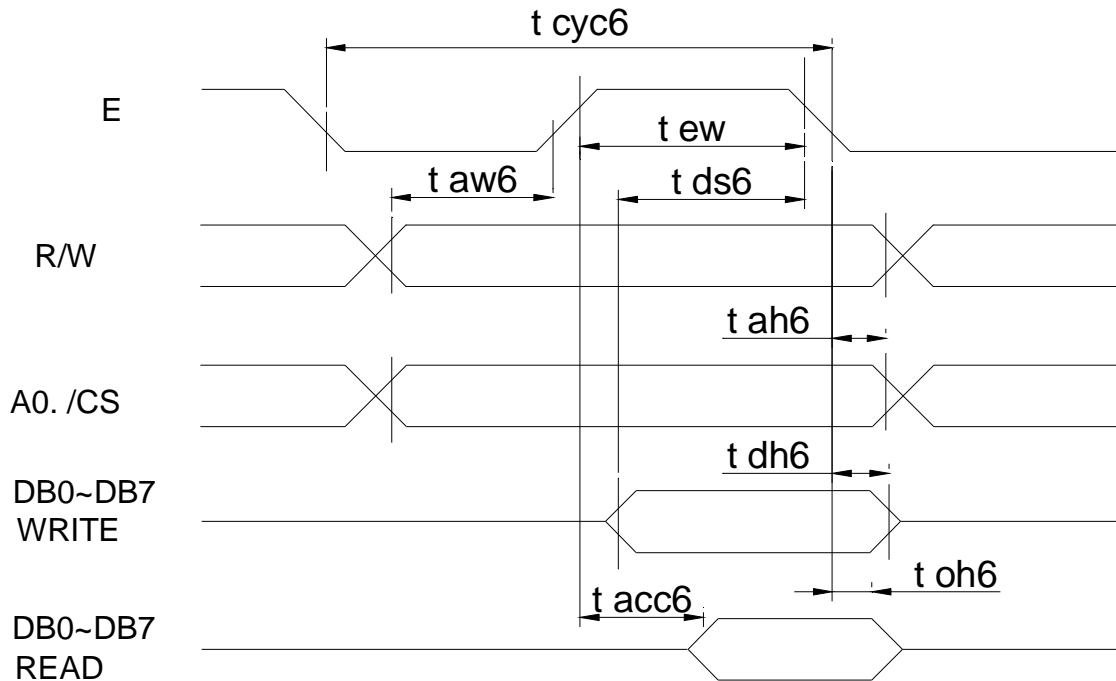 t cyc6
E
t ew
t aw6
t ds6
R/W
t ah6
A0. /CS
t dh6
DB0~DB7
WRITE
t oh6
t acc6
DB0~DB7
READ